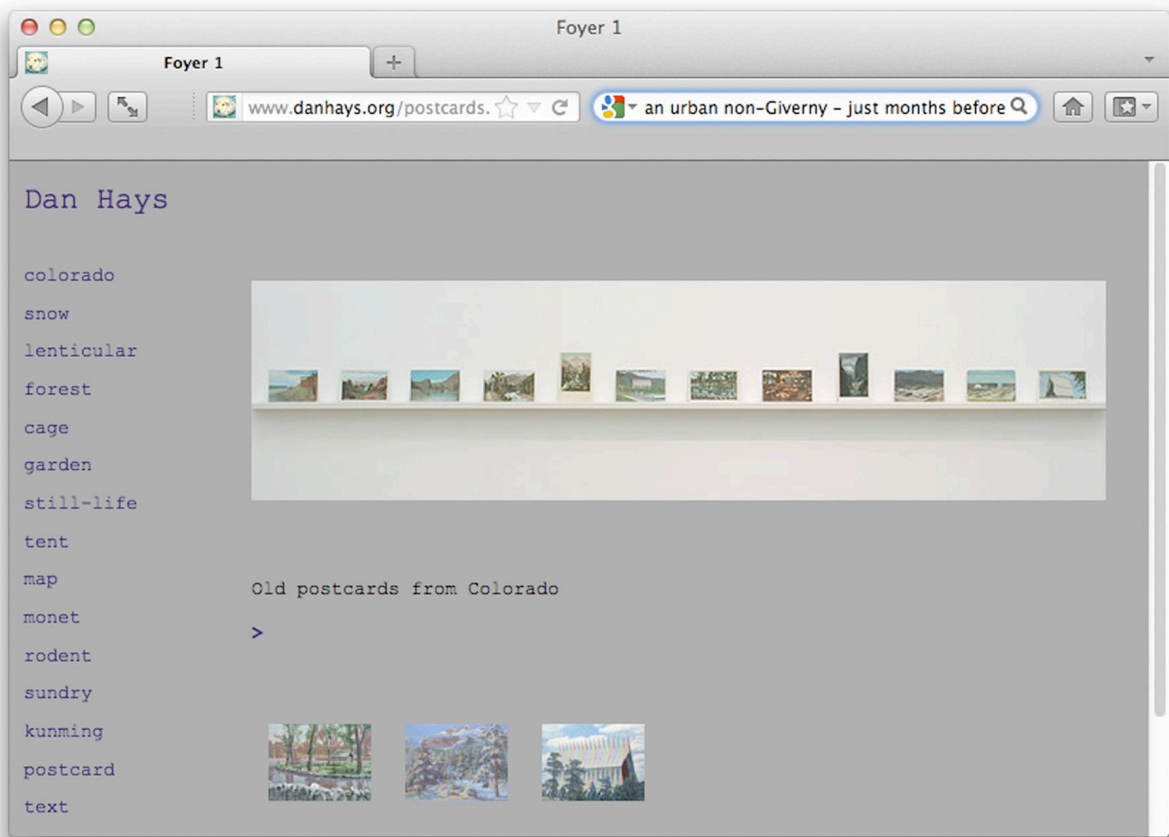 Foyer 1
Foyer 1
www.danhays.org/postcards.
an urban non-Giverny - just months before
Dan Hays
colorado
snow
lenticular
forest
cage
garden
still-life
tent
map
monet
rodent
sundry
kunming
postcard
text
Old postcards from Colorado
>